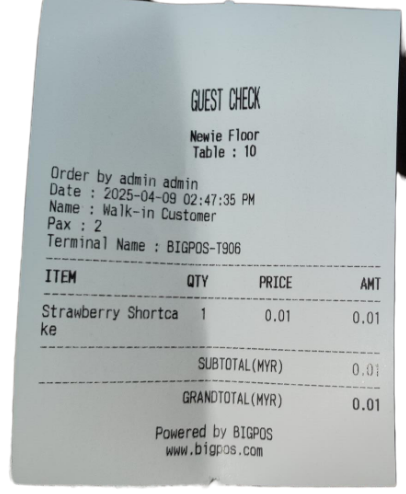 GUEST CHECK
Newie Floor
Table : 10
Order by admin admin
Date : 2025-04-09 02:47:35 PM
Name : Walk-in Customer
Pax : 2
Terminal Name : BIGPOS-T906
ITEM QTY PRICE AMT
Strawberry Shortca 1 0.01 0.01
ke
SUBTOTAL(MYR) 0.01
GRANDTOTAL(MYR) 0.01
Powered by BIGPOS
www.bigpos.com